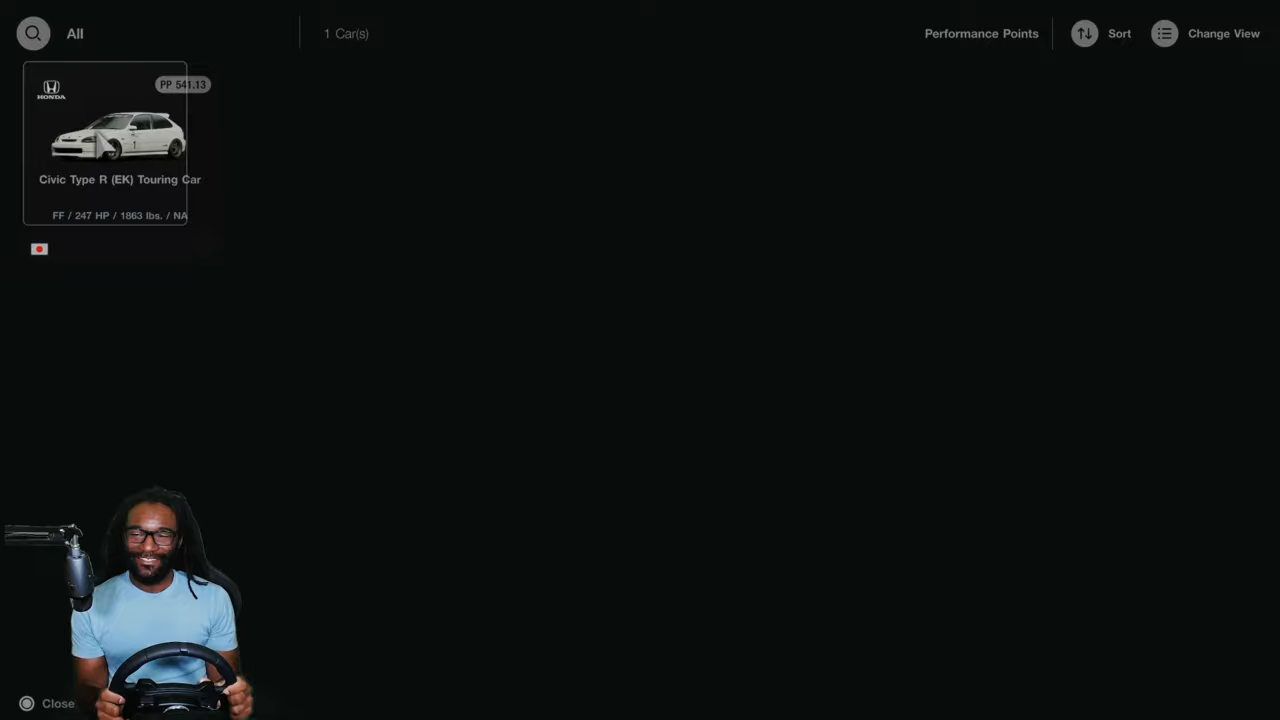 All
1 Car(s)
Performance Points
Sort
Change View
HONDA
PP 541.13
Civic Type R (EK) Touring Car
FF / 247 HP / 1863 lbs. / NA
Close